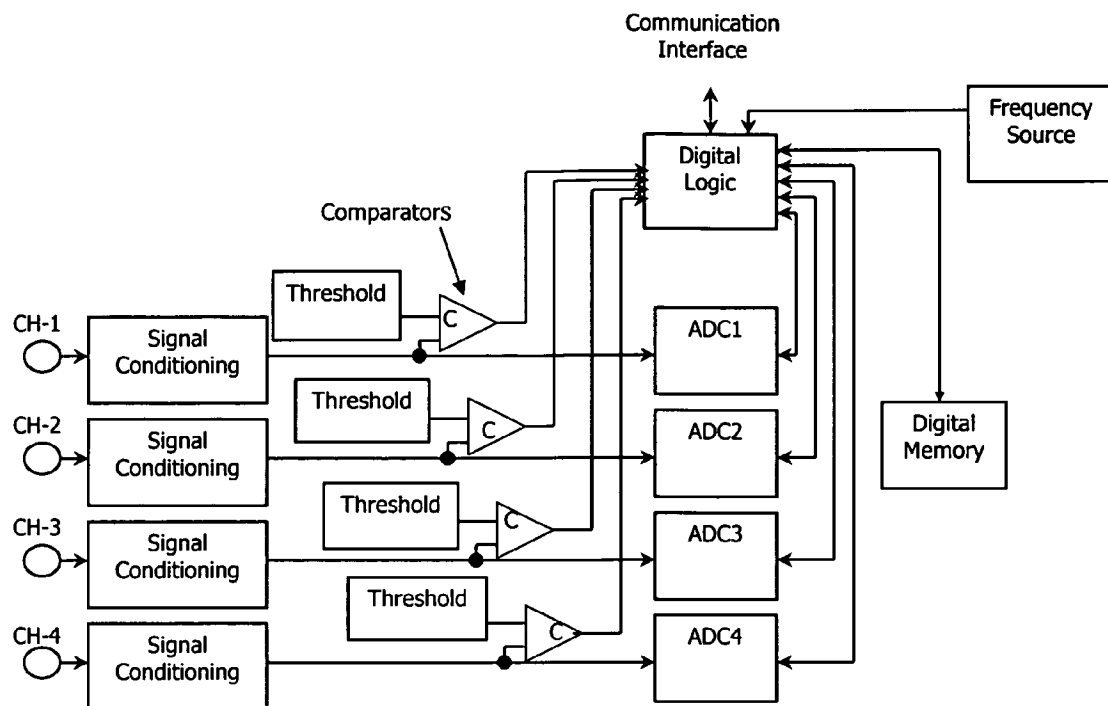 Communication
Interface
Frequency
Source
Digital
Logic
Comparators
Threshold
C
CH-1
Signal
Conditioning
ADC1
Threshold
C
CH-2
Signal
Conditioning
ADC2
Digital
Memory
Threshold
C
CH-3
Signal
Conditioning
ADC3
Threshold
C
CH-4
Signal
Conditioning
ADC4